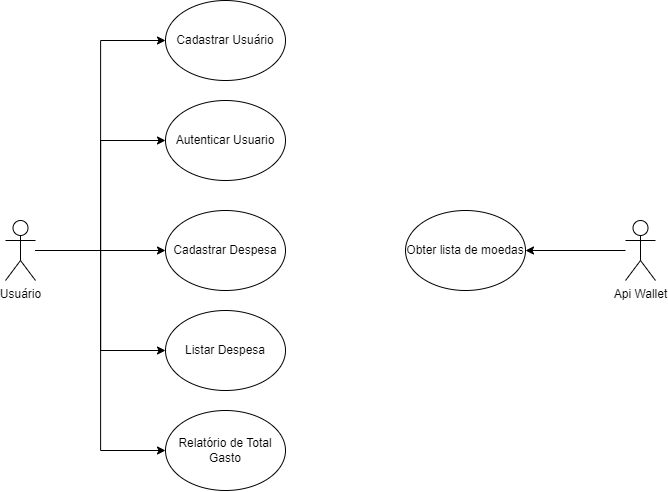 Cadastrar Usuário
Autenticar Usuario
Cadastrar Despesa
Obter lista de moedas
Usuário
Api Wallet
Listar Despesa
Relatório de Total
Gasto